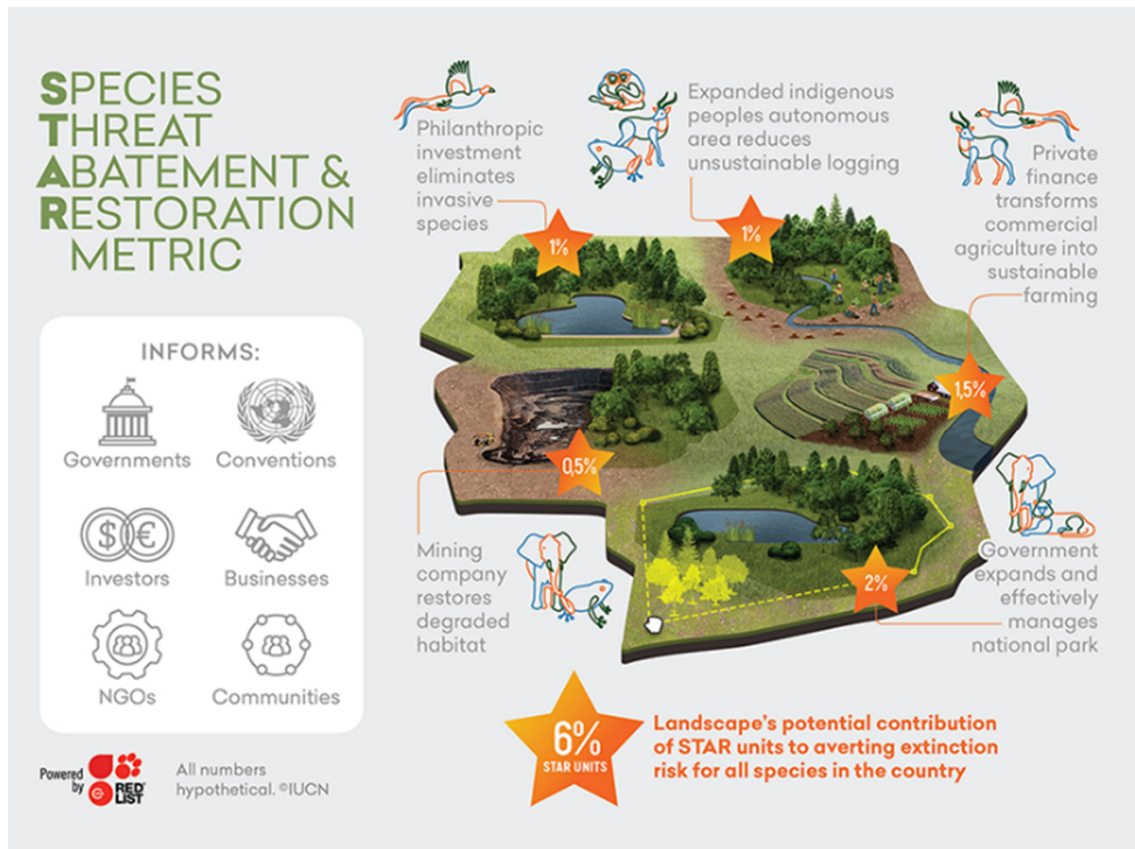 SPECIES
THREAT
ABATEMENT &
RESTORATION
METRIC
INFORMS:
Governments
Conventions
Investors
Businesses
NGOs
Communities
Powered
by
RED
LIST
All numbers
hypothetical. ©IUCN
Philanthropic
investment
eliminates
invasive
species
1%
Expanded indigenous
peoples autonomous
area reduces
unsustainable logging
1%
Private
finance
transforms
commercial
agriculture into
sustainable
farming
1,5%
Mining
company
restores
degraded
habitat
0,5%
Government
expands and
effectively
manages
national park
2%
6%
STAR UNITS
Landscape's potential contribution
of STAR units to averting extinction
risk for all species in the country